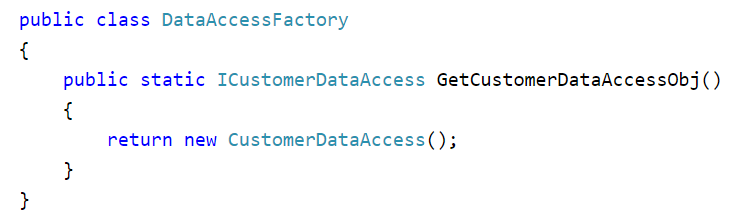 public class DataAccessFactory
{
    public static ICustomerDataAccess GetCustomerDataAccessObj()
    {
        return new CustomerDataAccess();
    }
}